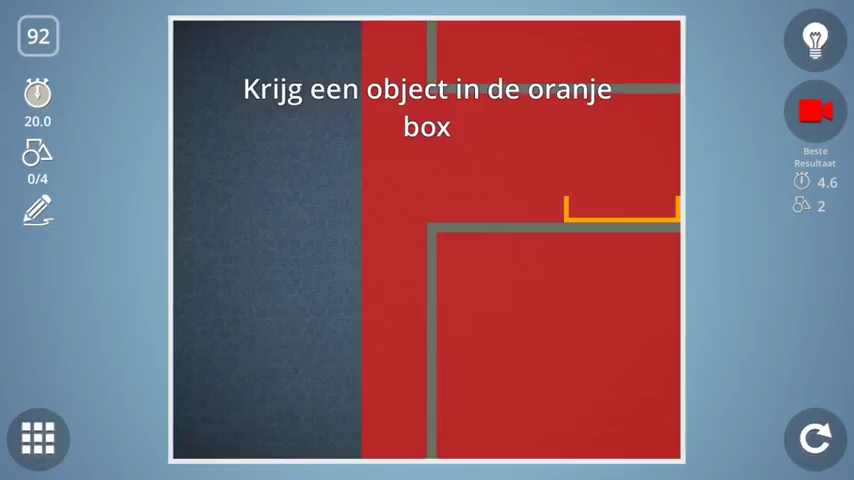 92
20.0
0/4
Krijg een object in de oranje
box
Beste
Resultaat
4.6
2